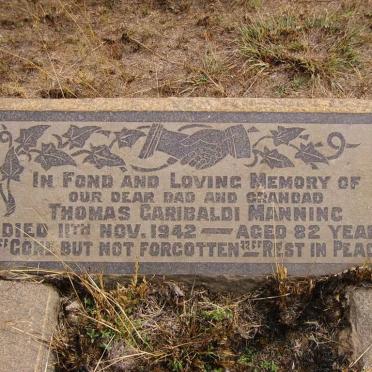 IN FOND AND LOVING MEMORY OF
OUR DEAR DAD AND GRANDAD
THOMAS GARIBALDI MANNING
DIED 11TH NOV. 1942 — AGED 82 YEA
"GONE BUT NOT FORGOTTEN" "REST IN PEAC